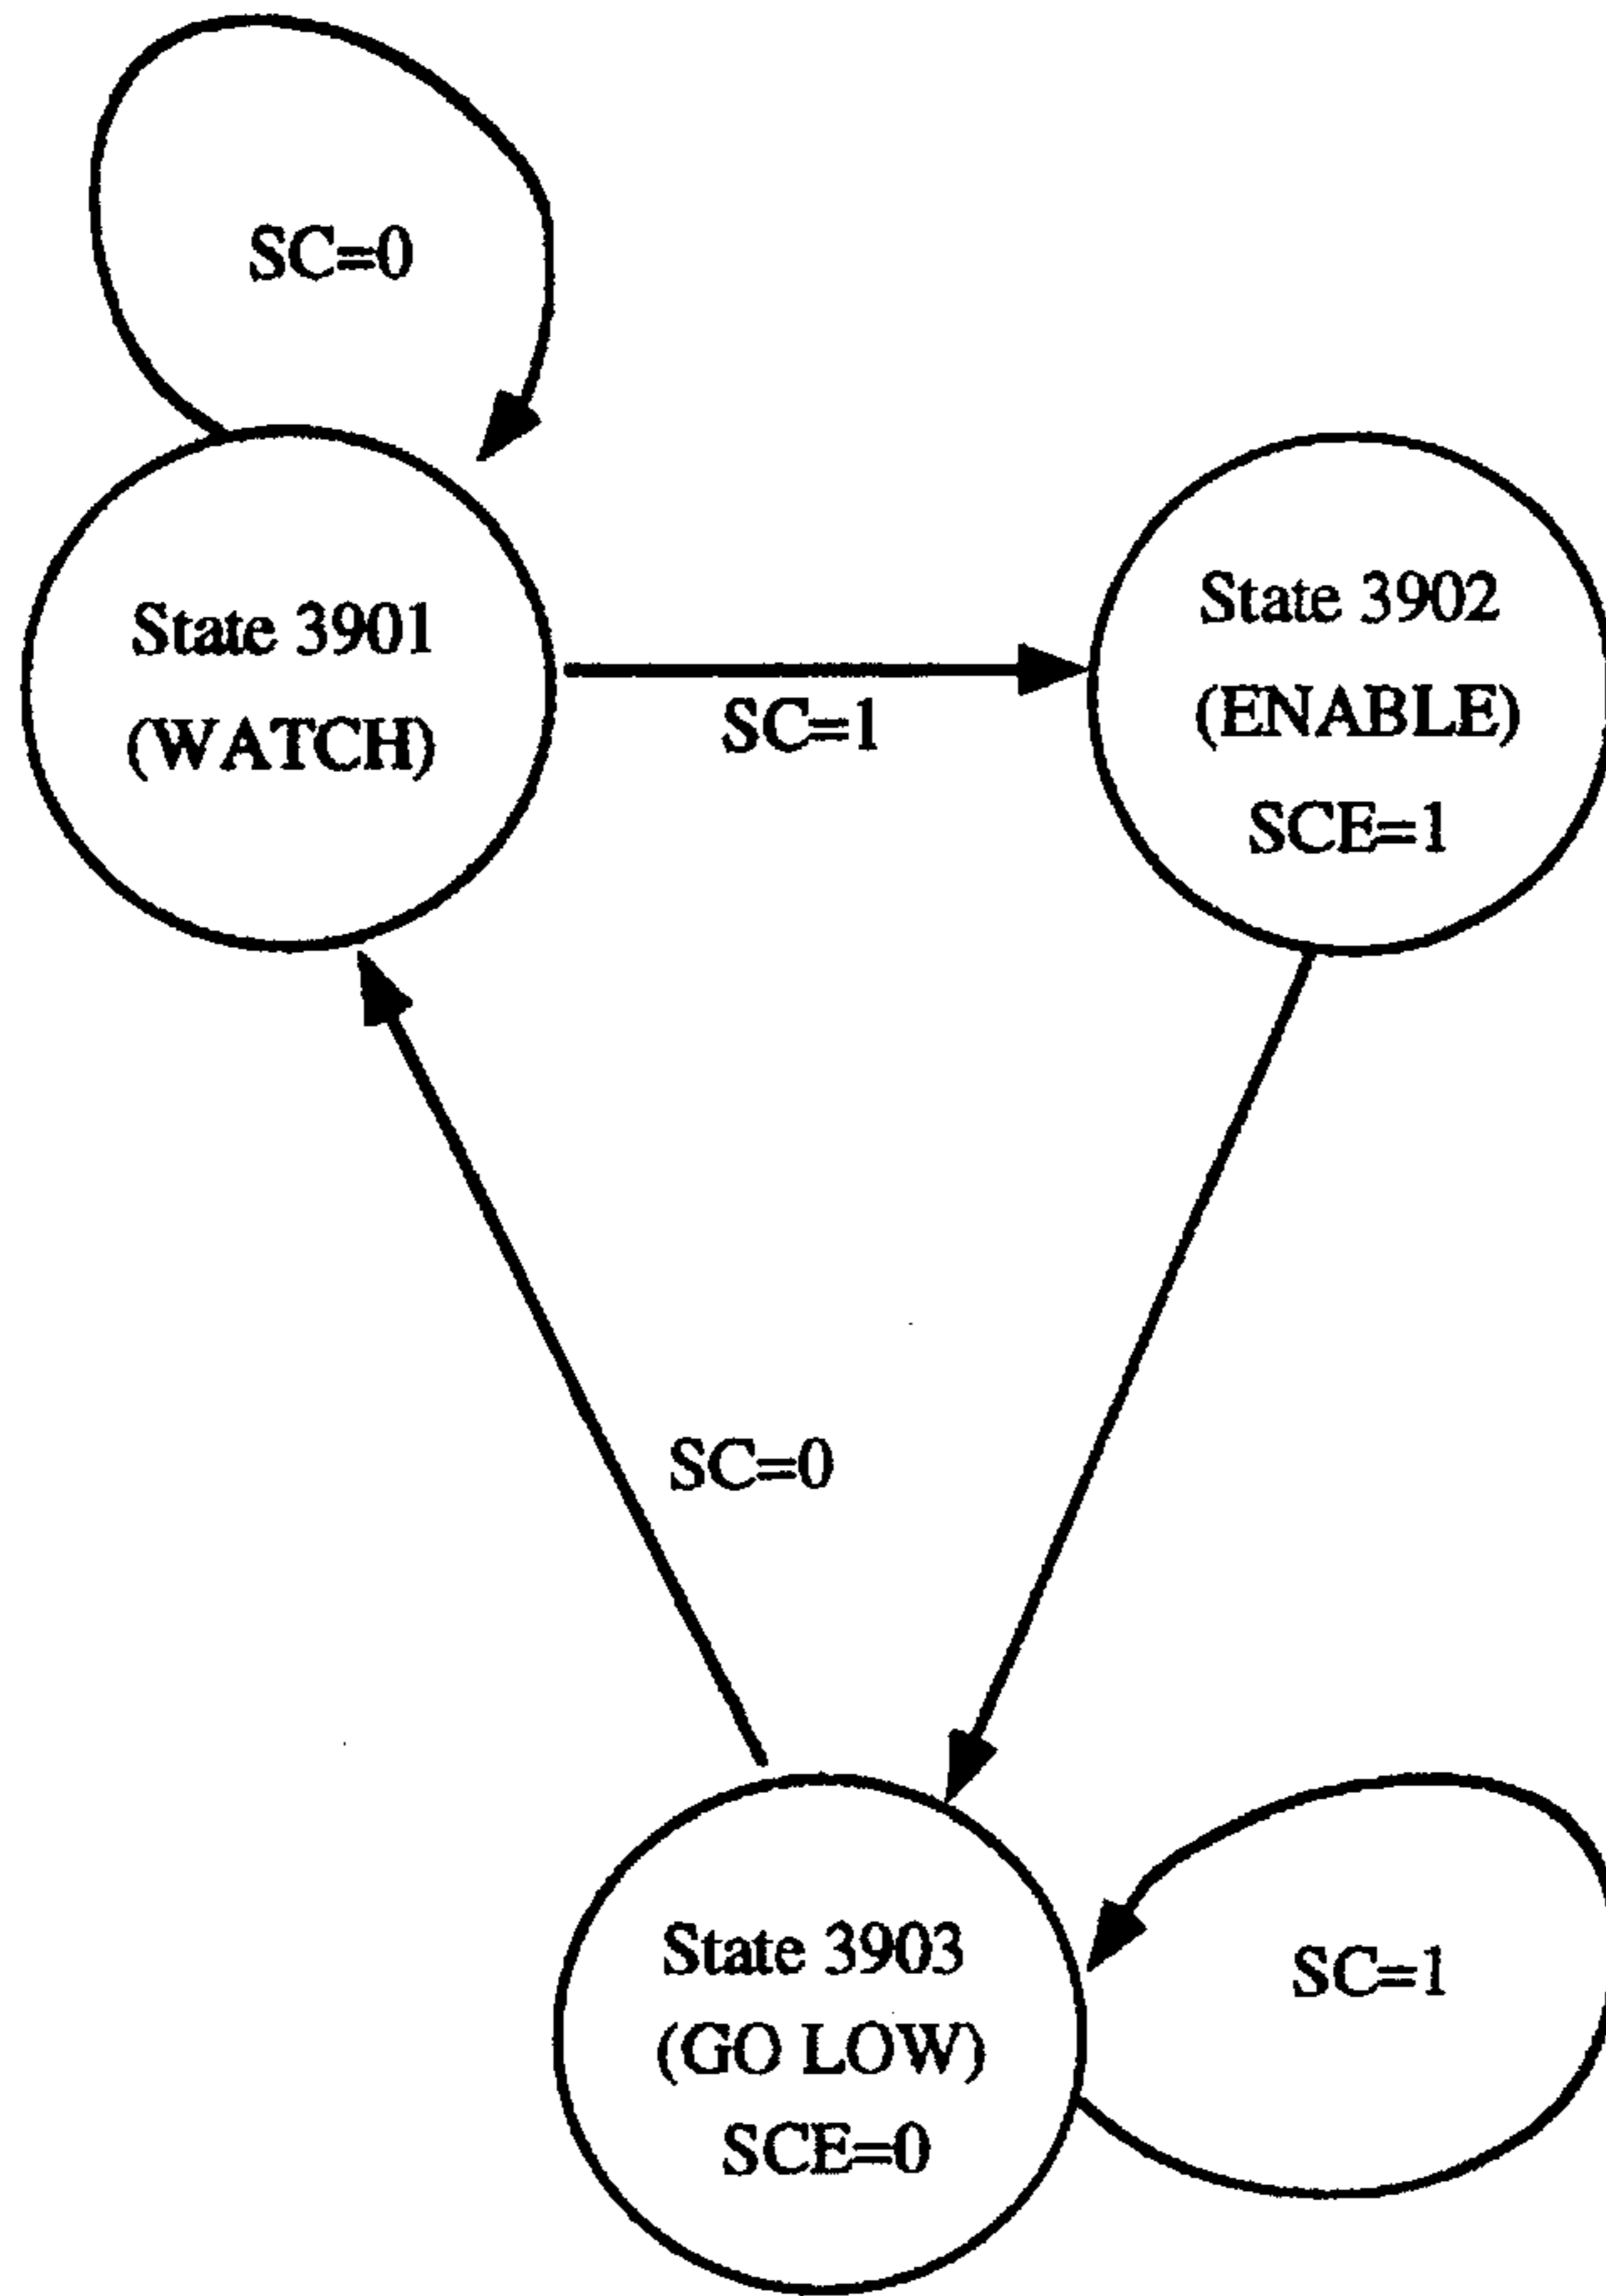 SC=0
State 3901
(WATCH)
SC=1
State 3902
(ENABLE)
SCE=1
SC=0
State 3903
(GO LOW)
SCE=0
SC=1